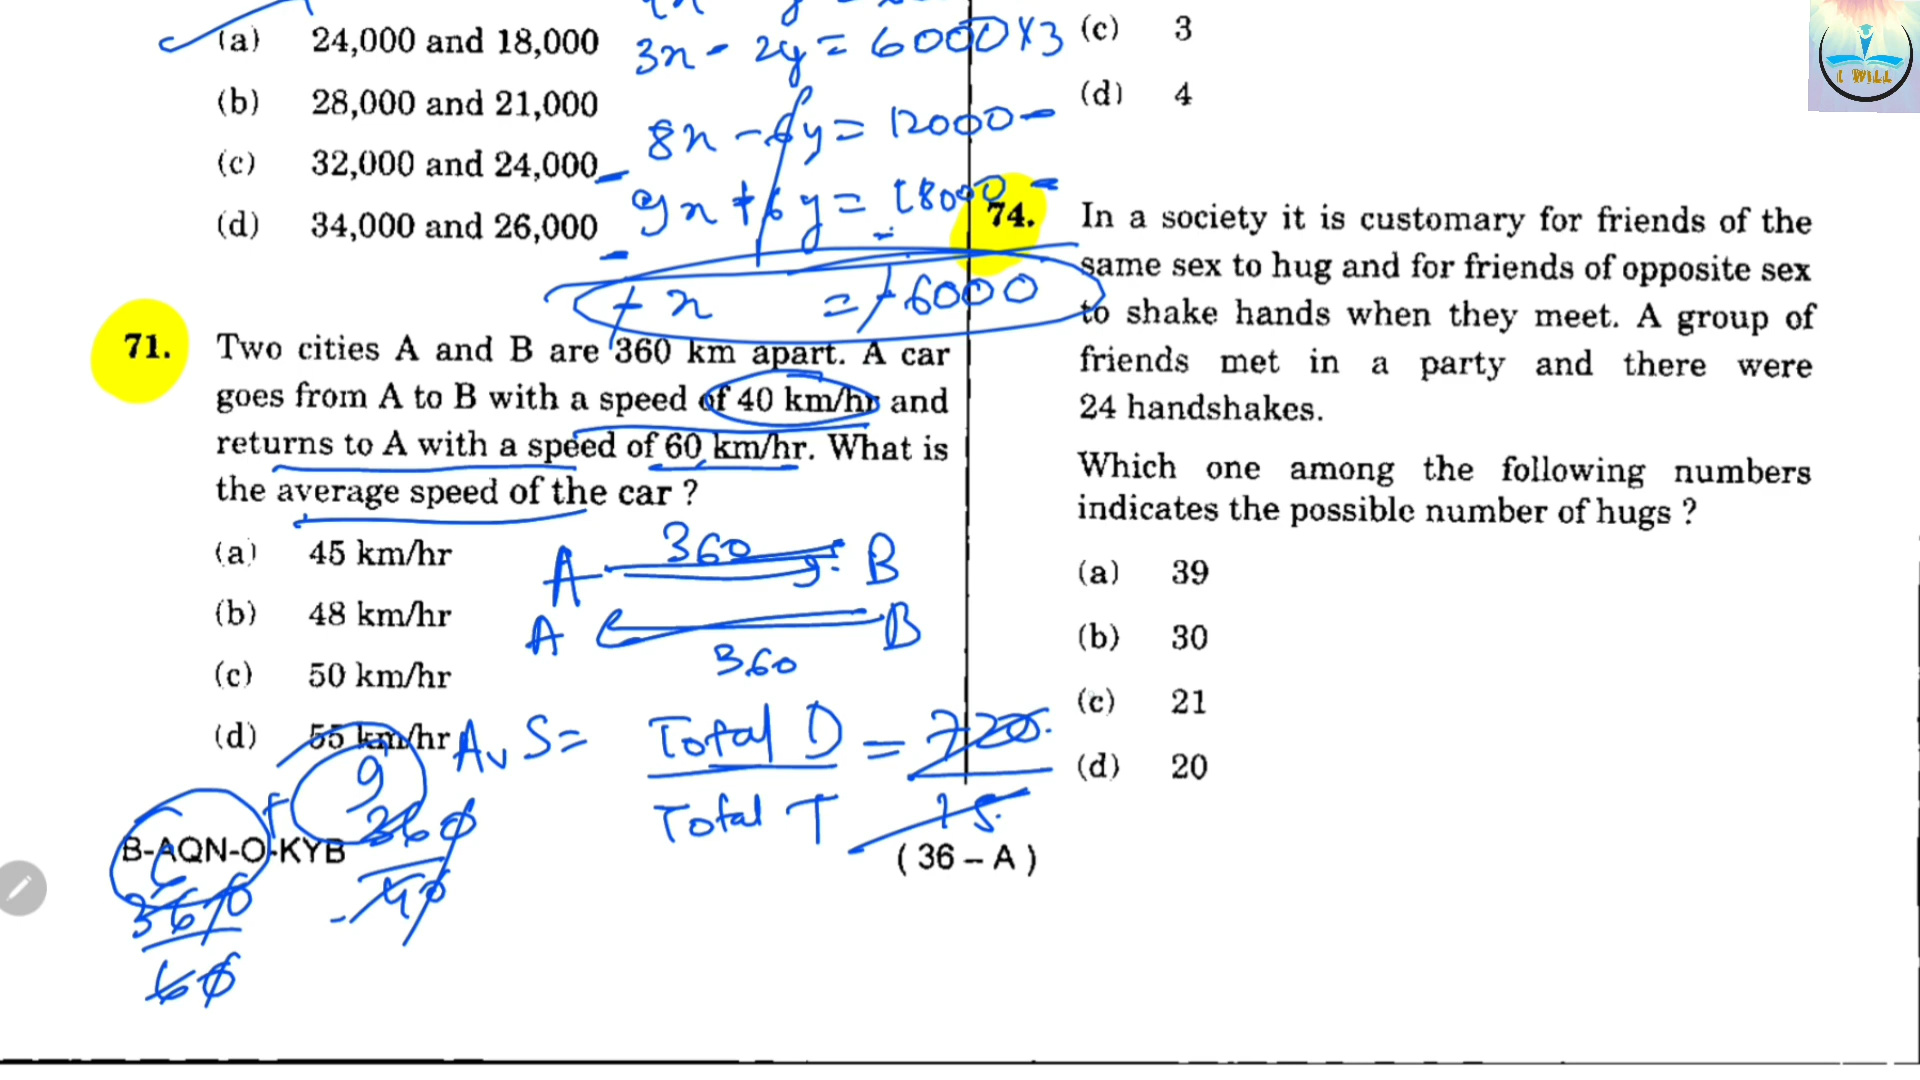 (a) 24,000 and 18,000
(b) 28,000 and 21,000
(c) 32,000 and 24,000
(d) 34,000 and 26,000
3x - 2y = 6000 x 3
8x - 6y = 12000
9x + 6y = 18000
x = 6000
71. Two cities A and B are 360 km apart. A car
goes from A to B with a speed of 40 km/hr and
returns to A with a speed of 60 km/hr. What is
the average speed of the car ?
(a) 45 km/hr
(b) 48 km/hr
(c) 50 km/hr
(d) 55 km/hr
A 360 B
A B
360
Av S = Total D = 720
Total T 15
9
360
40
6
360
60
B-AQN-O-KYB
( 36 – A )
(c) 3
(d) 4
74. In a society it is customary for friends of the
same sex to hug and for friends of opposite sex
to shake hands when they meet. A group of
friends met in a party and there were
24 handshakes.
Which one among the following numbers
indicates the possible number of hugs ?
(a) 39
(b) 30
(c) 21
(d) 20
I WILL